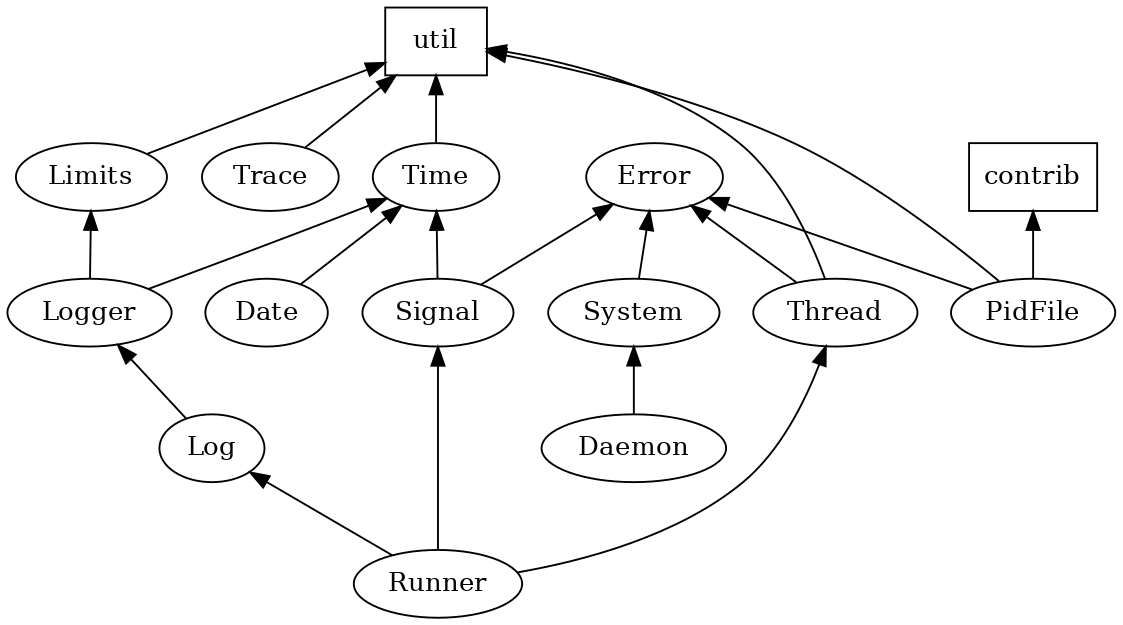 util
Limits
Trace
Time
Error
contrib
Logger
Date
Signal
System
Thread
PidFile
Log
Daemon
Runner